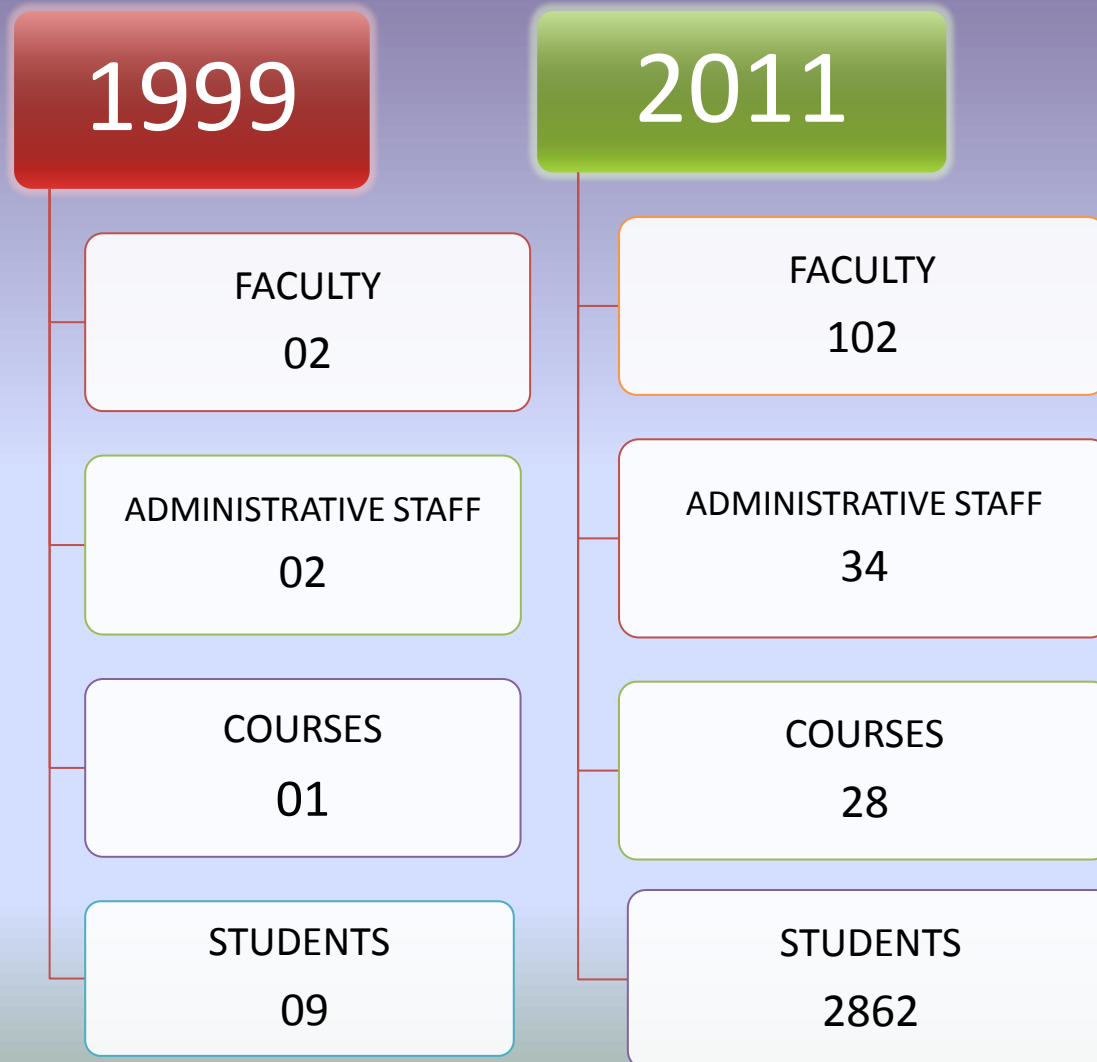 1999
FACULTY
02
ADMINISTRATIVE STAFF
02
COURSES
01
STUDENTS
09
2011
FACULTY
102
ADMINISTRATIVE STAFF
34
COURSES
28
STUDENTS
2862